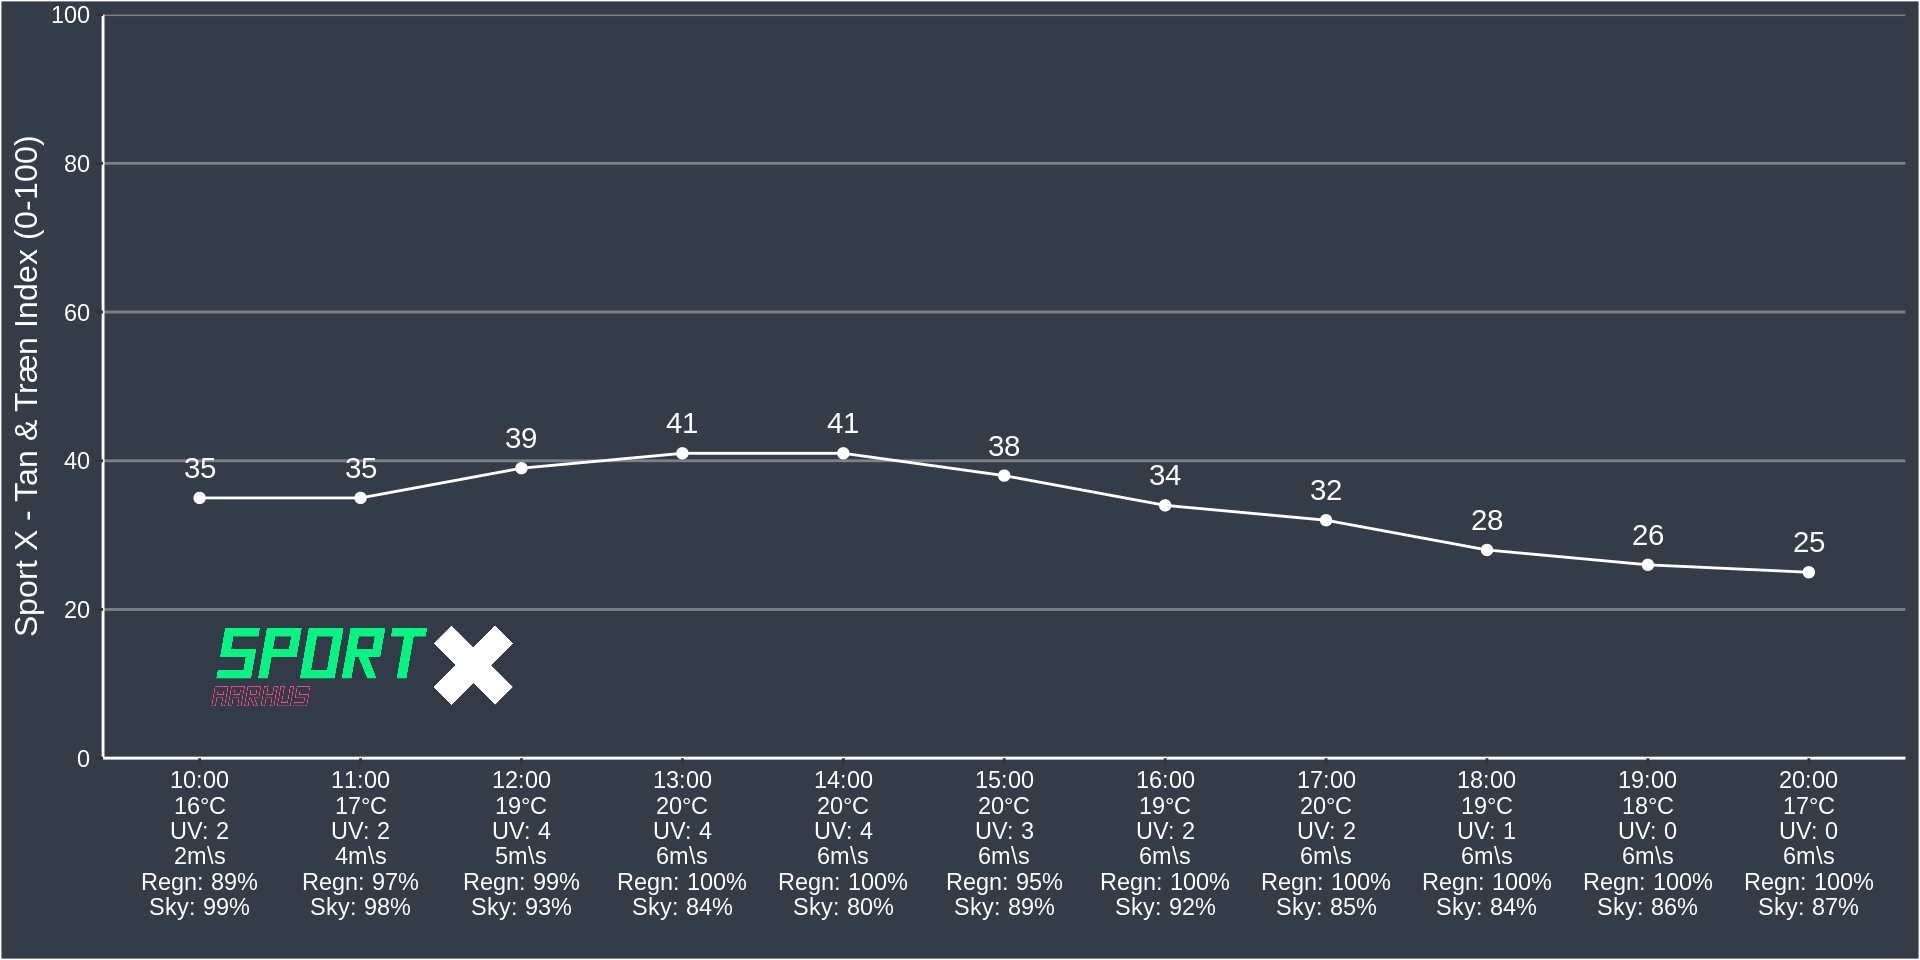 Sport X - Tan & Træn Index (0-100)
100
80
60
40
20
0
35
35
39
41
41
38
34
32
28
26
25
SPORT X
AARHUS
10:00 11:00 12:00 13:00 14:00 15:00 16:00 17:00 18:00 19:00 20:00
16°C 17°C 19°C 20°C 20°C 20°C 19°C 20°C 19°C 18°C 17°C
UV: 2 UV: 2 UV: 4 UV: 4 UV: 4 UV: 3 UV: 2 UV: 2 UV: 1 UV: 0 UV: 0
2m\s 4m\s 5m\s 6m\s 6m\s 6m\s 6m\s 6m\s 6m\s 6m\s 6m\s
Regn: 89% Regn: 97% Regn: 99% Regn: 100% Regn: 100% Regn: 95% Regn: 100% Regn: 100% Regn: 100% Regn: 100% Regn: 100%
Sky: 99% Sky: 98% Sky: 93% Sky: 84% Sky: 80% Sky: 89% Sky: 92% Sky: 85% Sky: 84% Sky: 86% Sky: 87%